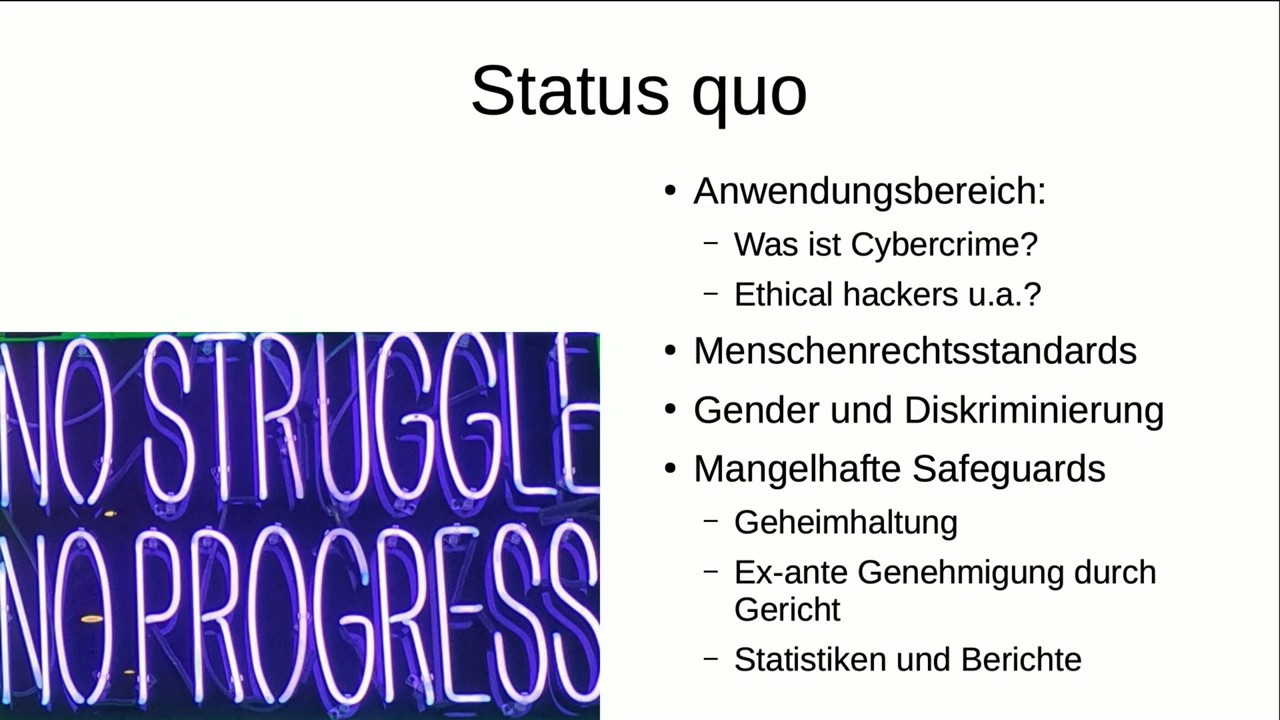 Status quo
NO STRUGGLE
NO PROGRESS
• Anwendungsbereich:
– Was ist Cybercrime?
– Ethical hackers u.a.?
• Menschenrechtsstandards
• Gender und Diskriminierung
• Mangelhafte Safeguards
– Geheimhaltung
– Ex-ante Genehmigung durch
Gericht
– Statistiken und Berichte